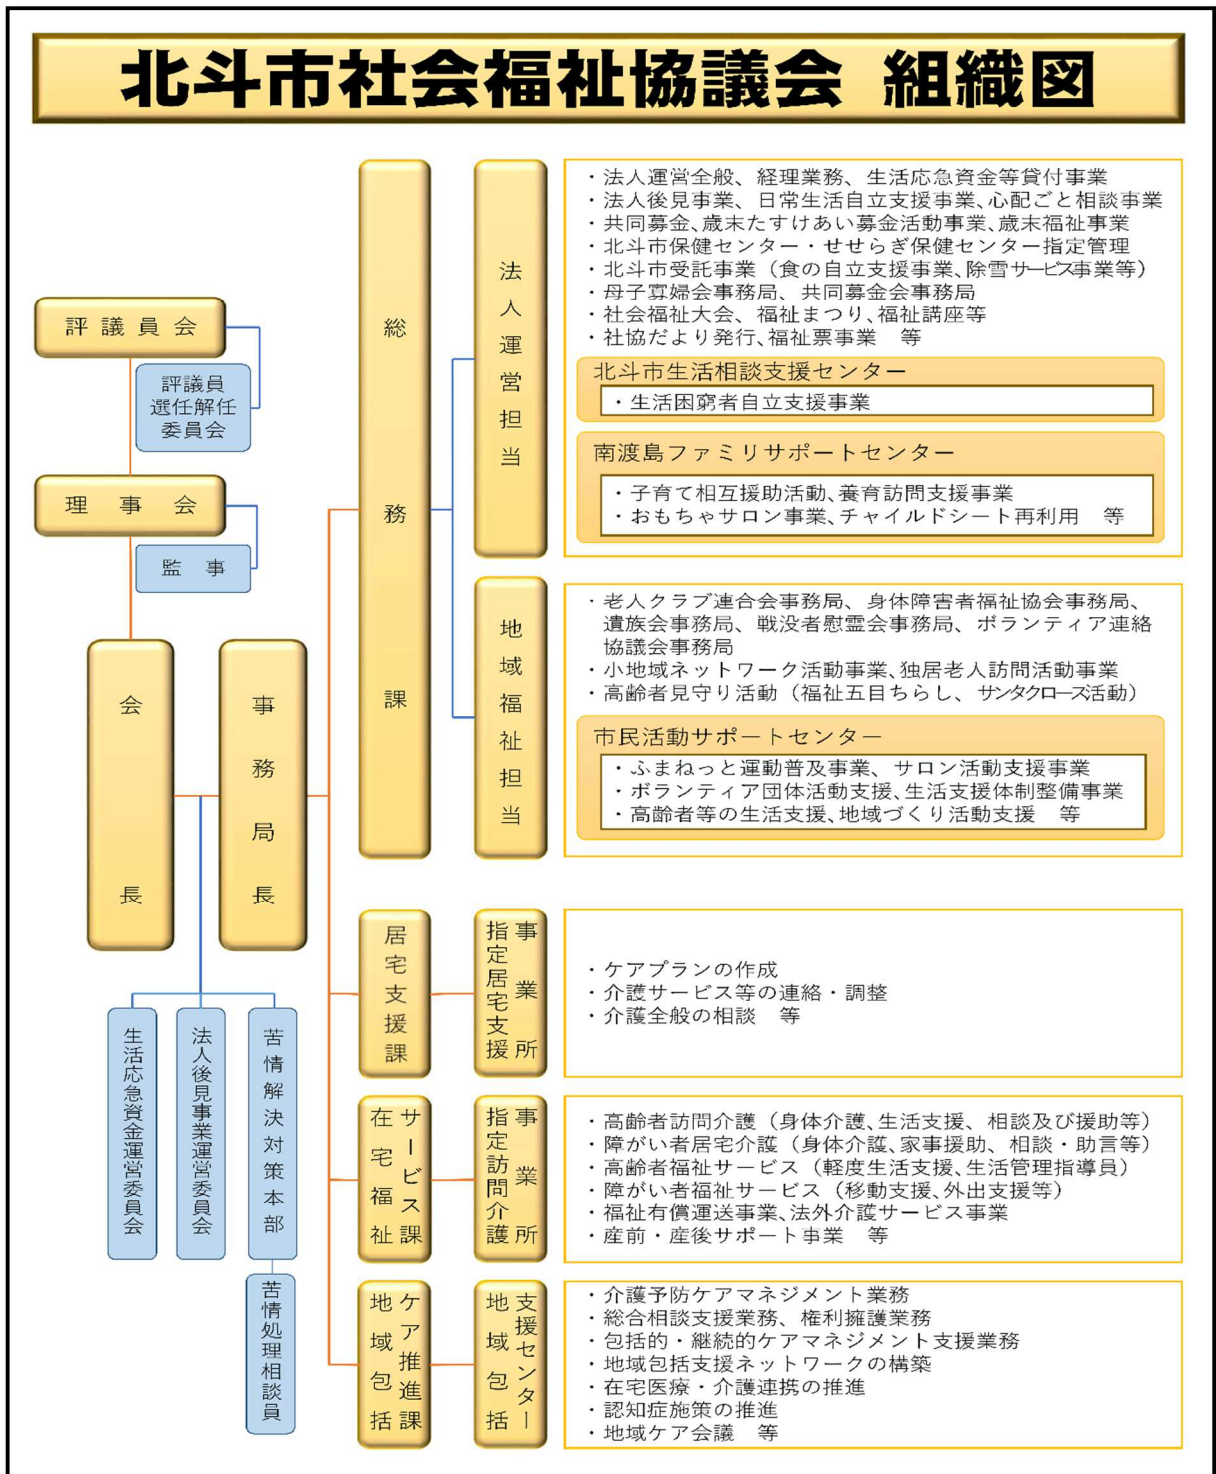 北斗市社会福祉協議会 組織図
評議員会
評議員
選任解任
委員会
理事会
監 事
会長
事務局長
生活応急資金運営委員会
法人後見事業運営委員会
苦情解決対策本部
苦情処理相談員
総務課
法人運営担当
・法人運営全般、経理業務、生活応急資金等貸付事業
・法人後見事業、日常生活自立支援事業、心配ごと相談事業
・共同募金、歳末たすけあい募金活動事業、歳末福祉事業
・北斗市保健センター・せせらぎ保健センター指定管理
・北斗市受託事業（食の自立支援事業、除雪サービス事業等）
・母子寡婦会事務局、共同募金会事務局
・社会福祉大会、福祉まつり、福祉講座等
・社協だより発行、福祉票事業 等
北斗市生活相談支援センター
・生活困窮者自立支援事業
南渡島ファミリサポートセンター
・子育て相互援助活動、養育訪問支援事業
・おもちゃサロン事業、チャイルドシート再利用 等
地域福祉担当
・老人クラブ連合会事務局、身体障害者福祉協会事務局、
遺族会事務局、戦没者慰霊会事務局、ボランティア連絡
協議会事務局
・小地域ネットワーク活動事業、独居老人訪問活動事業
・高齢者見守り活動（福祉五目ちらし、サンタクロース活動）
市民活動サポートセンター
・ふまねっと運動普及事業、サロン活動支援事業
・ボランティア団体活動支援、生活支援体制整備事業
・高齢者等の生活支援、地域づくり活動支援 等
居宅支援課
指定居宅支援
事業所
・ケアプランの作成
・介護サービス等の連絡・調整
・介護全般の相談 等
在宅福祉
サービス課
指定訪問介護
事業所
・高齢者訪問介護（身体介護、生活支援、相談及び援助等）
・障がい者居宅介護（身体介護、家事援助、相談・助言等）
・高齢者福祉サービス（軽度生活支援、生活管理指導員）
・障がい者福祉サービス（移動支援、外出支援等）
・福祉有償運送事業、法外介護サービス事業
・産前・産後サポート事業 等
地域包括
ケア推進課
地域包括
支援センター
・介護予防ケアマネジメント業務
・総合相談支援業務、権利擁護業務
・包括的・継続的ケアマネジメント支援業務
・地域包括支援ネットワークの構築
・在宅医療・介護連携の推進
・認知症施策の推進
・地域ケア会議 等